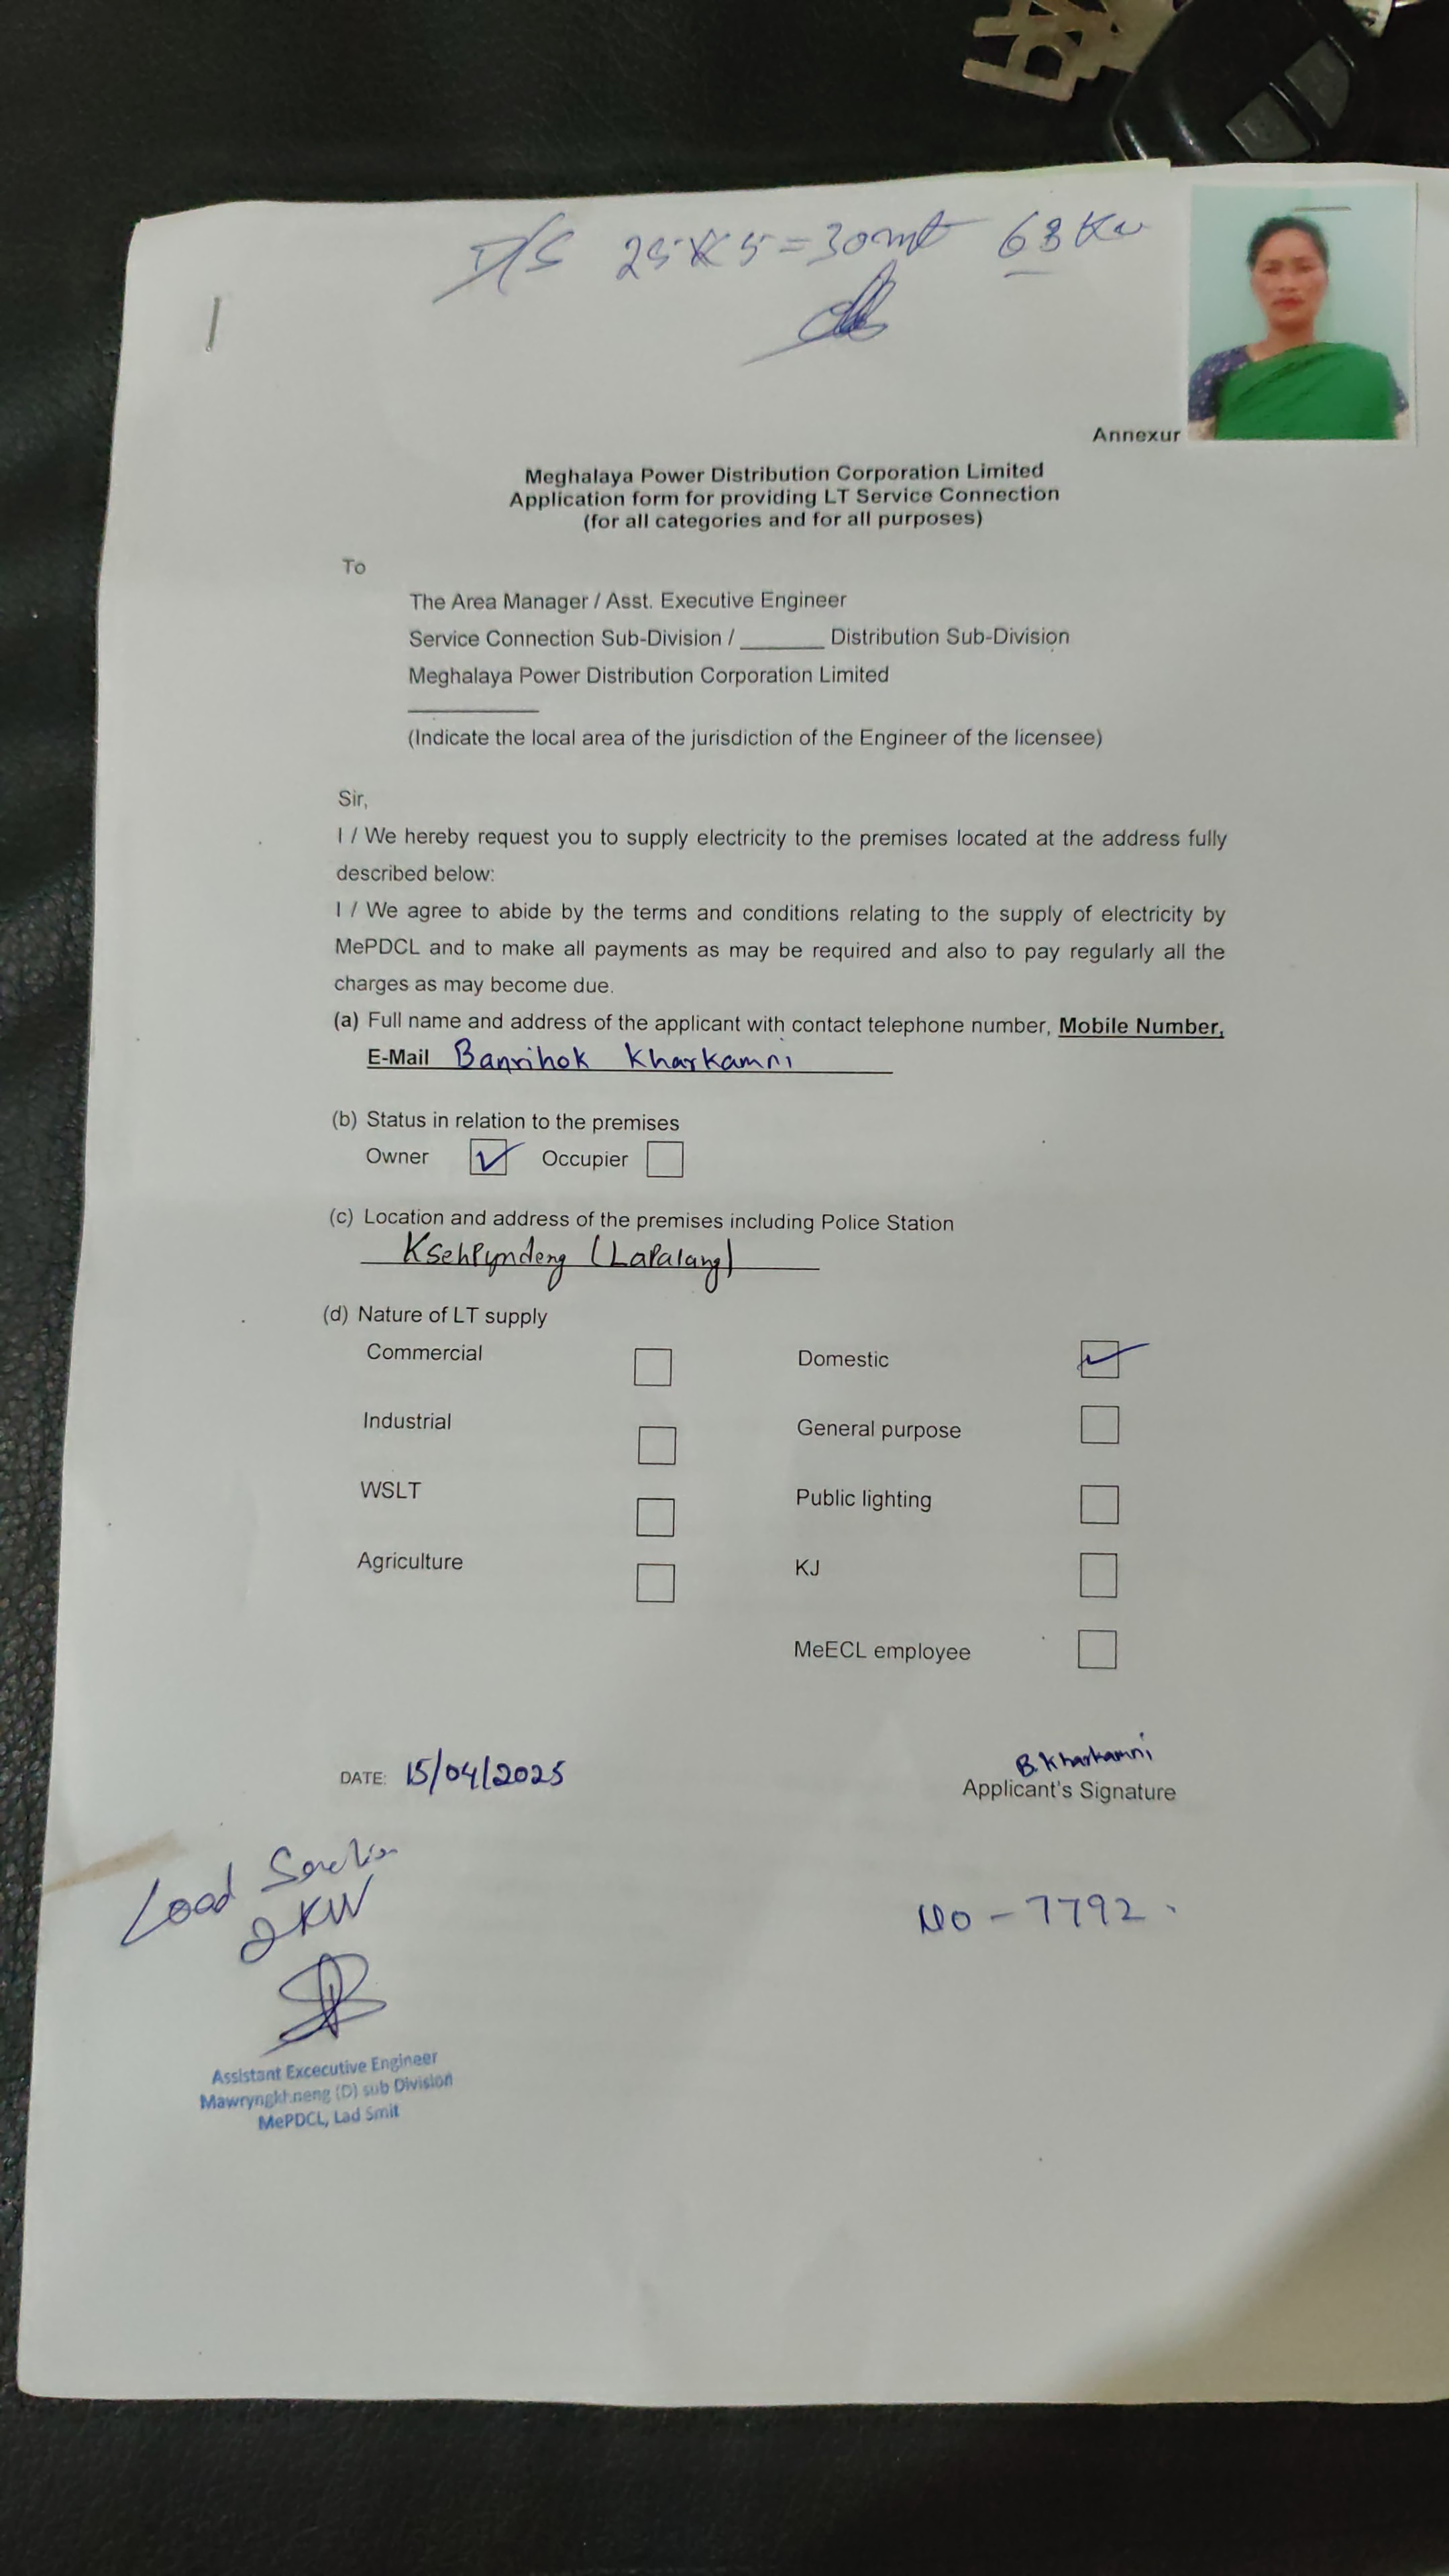 D/S 25X5=30mt 63 Kw
Annexur
Meghalaya Power Distribution Corporation Limited
Application form for providing LT Service Connection
(for all categories and for all purposes)
To
The Area Manager / Asst. Executive Engineer
Service Connection Sub-Division / ______ Distribution Sub-Division
Meghalaya Power Distribution Corporation Limited
(Indicate the local area of the jurisdiction of the Engineer of the licensee)
Sir,
I / We hereby request you to supply electricity to the premises located at the address fully
described below:
I / We agree to abide by the terms and conditions relating to the supply of electricity by
MePDCL and to make all payments as may be required and also to pay regularly all the
charges as may become due.
(a) Full name and address of the applicant with contact telephone number, Mobile Number,
E-Mail Banrihok Kharkamni
(b) Status in relation to the premises
Owner Occupier
(c) Location and address of the premises including Police Station
KsehPyndeng (LaPalang)
(d) Nature of LT supply
Commercial Domestic
Industrial General purpose
WSLT Public lighting
Agriculture KJ
MeECL employee
B. Kharkamni
DATE: 15/04/2025 Applicant's Signature
Load
2KW
No - 7792.
Assistant Excecutive Engineer
Mawryngkhneng (D) sub Division
MePDCL, Lad Smit